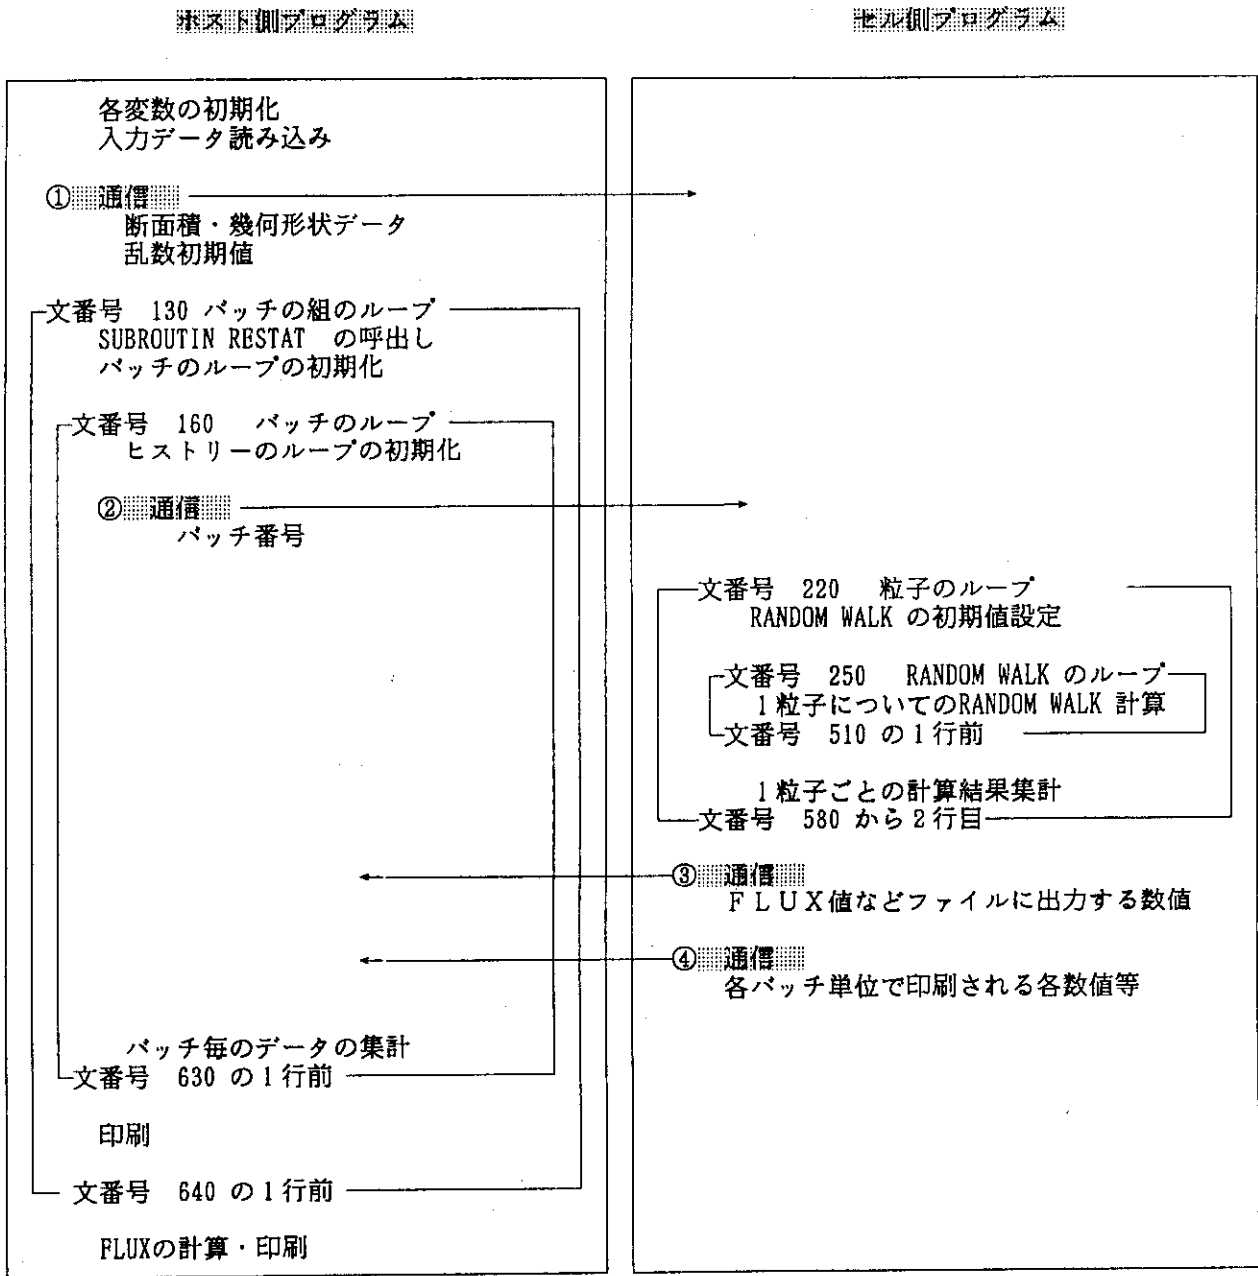 ホスト側プログラム
セル側プログラム
各変数の初期化
入力データ読み込み
①通信
断面積・幾何形状データ
乱数初期値
文番号 130 バッチの組のループ
SUBROUTIN RESTAT の呼出し
バッチのループの初期化
文番号 160 バッチのループ
ヒストリーのループの初期化
②通信
バッチ番号
文番号 220 粒子のループ
RANDOM WALK の初期値設定
文番号 250 RANDOM WALK のループ
1粒子についてのRANDOM WALK 計算
文番号 510 の1行前
1粒子ごとの計算結果集計
文番号 580 から2行目
③通信
FLUX値などファイルに出力する数値
④通信
各バッチ単位で印刷される各数値等
バッチ毎のデータの集計
文番号 630 の1行前
印刷
文番号 640 の1行前
FLUXの計算・印刷